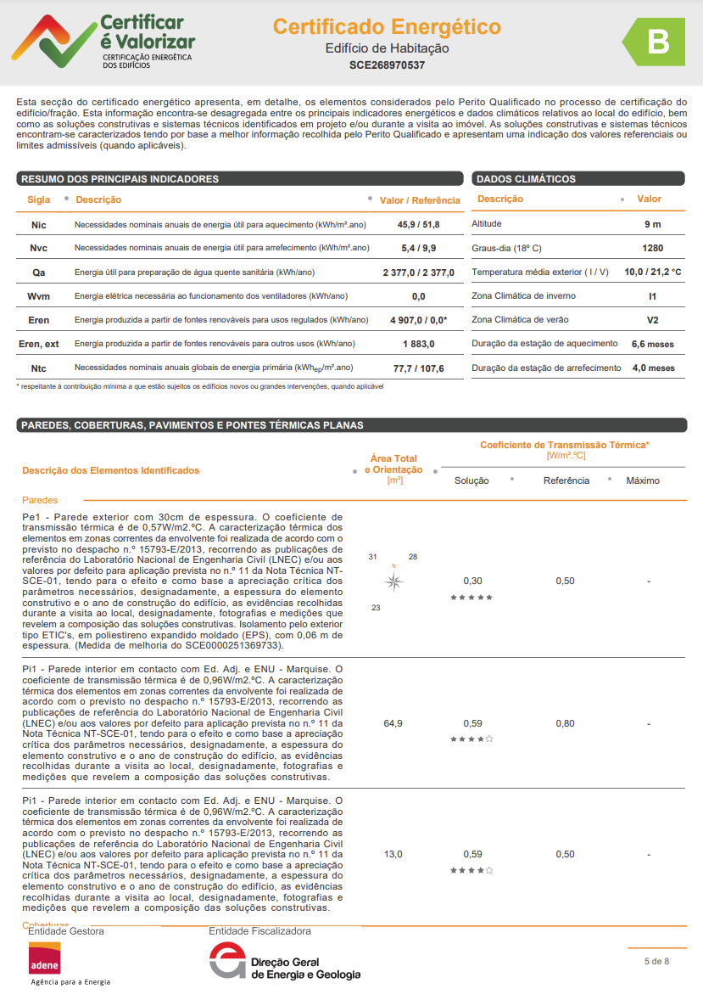 Certificar
é Valorizar
CERTIFICAÇÃO ENERGÉTICA
DOS EDIFÍCIOS
Certificado Energético
Edifício de Habitação
SCE268970537
B
Esta secção do certificado energético apresenta, em detalhe, os elementos considerados pelo Perito Qualificado no processo de certificação do
edifício/fração. Esta informação encontra-se desagregada entre os principais indicadores energéticos e dados climáticos relativos ao local do edifício, bem
como as soluções construtivas e sistemas técnicos identificados em projeto e/ou durante a visita ao imóvel. As soluções construtivas e sistemas técnicos
encontram-se caracterizados tendo por base a melhor informação recolhida pelo Perito Qualificado e apresentam uma indicação dos valores referenciais ou
limites admissíveis (quando aplicáveis).
RESUMO DOS PRINCIPAIS INDICADORES
Sigla • Descrição • Valor / Referência
Nic Necessidades nominais anuais de energia útil para aquecimento (kWh/m².ano) 45,9 / 51,8
Nvc Necessidades nominais anuais de energia útil para arrefecimento (kWh/m².ano) 5,4 / 9,9
Qa Energia útil para preparação de água quente sanitária (kWh/ano) 2 377,0 / 2 377,0
Wvm Energia elétrica necessária ao funcionamento dos ventiladores (kWh/ano) 0,0
Eren Energia produzida a partir de fontes renováveis para usos regulados (kWh/ano) 4 907,0 / 0,0*
Eren, ext Energia produzida a partir de fontes renováveis para outros usos (kWh/ano) 1 883,0
Ntc Necessidades nominais anuais globais de energia primária (kWhep/m².ano) 77,7 / 107,6
* respeitante à contribuição mínima a que estão sujeitos os edifícios novos ou grandes intervenções, quando aplicável
DADOS CLIMÁTICOS
Descrição • Valor
Altitude 9 m
Graus-dia (18º C) 1280
Temperatura média exterior ( I / V) 10,0 / 21,2 °C
Zona Climática de inverno I1
Zona Climática de verão V2
Duração da estação de aquecimento 6,6 meses
Duração da estação de arrefecimento 4,0 meses
PAREDES, COBERTURAS, PAVIMENTOS E PONTES TÉRMICAS PLANAS
Descrição dos Elementos Identificados
• Área Total
e Orientação •
[m²]
Coeficiente de Transmissão Térmica*
[W/m².ºC]
Solução • Referência • Máximo
Paredes
Pe1 - Parede exterior com 30cm de espessura. O coeficiente de
transmissão térmica é de 0,57W/m2.ºC. A caracterização térmica dos
elementos em zonas correntes da envolvente foi realizada de acordo com o
previsto no despacho n.º 15793-E/2013, recorrendo as publicações de
referência do Laboratório Nacional de Engenharia Civil (LNEC) e/ou aos
valores por defeito para aplicação prevista no n.º 11 da Nota Técnica NT-
SCE-01, tendo para o efeito e como base a apreciação crítica dos
parâmetros necessários, designadamente, a espessura do elemento
construtivo e o ano de construção do edifício, as evidências recolhidas
durante a visita ao local, designadamente, fotografias e medições que
revelem a composição das soluções construtivas. Isolamento pelo exterior
tipo ETIC's, em poliestireno expandido moldado (EPS), com 0,06 m de
espessura. (Medida de melhoria do SCE0000251369733).
31 28
N
23
0,30 0,50 -
★★★★★
Pi1 - Parede interior em contacto com Ed. Adj. e ENU - Marquise. O
coeficiente de transmissão térmica é de 0,96W/m2.ºC. A caracterização
térmica dos elementos em zonas correntes da envolvente foi realizada de
acordo com o previsto no despacho n.º 15793-E/2013, recorrendo as
publicações de referência do Laboratório Nacional de Engenharia Civil
(LNEC) e/ou aos valores por defeito para aplicação prevista no n.º 11 da
Nota Técnica NT-SCE-01, tendo para o efeito e como base a apreciação
crítica dos parâmetros necessários, designadamente, a espessura do
elemento construtivo e o ano de construção do edifício, as evidências
recolhidas durante a visita ao local, designadamente, fotografias e
medições que revelem a composição das soluções construtivas.
64,9 0,59 0,80 -
★★★★☆
Pi1 - Parede interior em contacto com Ed. Adj. e ENU - Marquise. O
coeficiente de transmissão térmica é de 0,96W/m2.ºC. A caracterização
térmica dos elementos em zonas correntes da envolvente foi realizada de
acordo com o previsto no despacho n.º 15793-E/2013, recorrendo as
publicações de referência do Laboratório Nacional de Engenharia Civil
(LNEC) e/ou aos valores por defeito para aplicação prevista no n.º 11 da
Nota Técnica NT-SCE-01, tendo para o efeito e como base a apreciação
crítica dos parâmetros necessários, designadamente, a espessura do
elemento construtivo e o ano de construção do edifício, as evidências
recolhidas durante a visita ao local, designadamente, fotografias e
medições que revelem a composição das soluções construtivas.
13,0 0,59 0,50 -
★★★★☆
Coberturas
Entidade Gestora
adene
Agência para a Energia
Entidade Fiscalizadora
Direção Geral
de Energia e Geologia
5 de 8